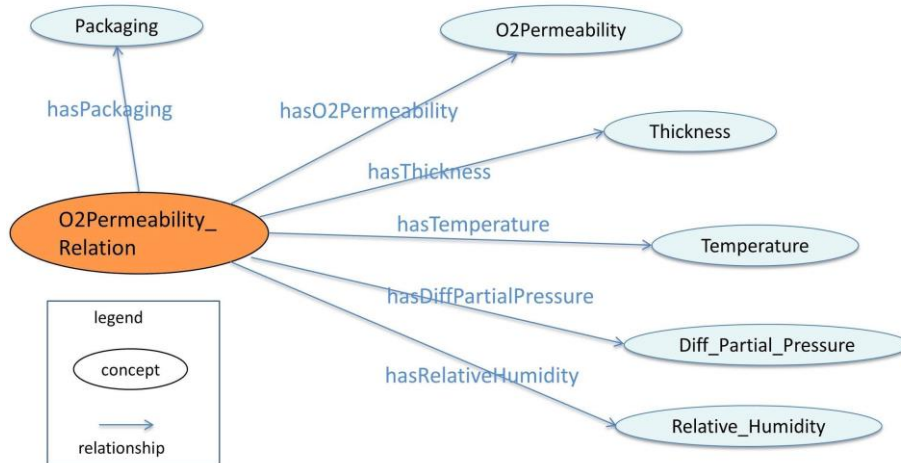 Packaging
O2Permeability
hasPackaging
hasO2Permeability
Thickness
hasThickness
O2Permeability_
Relation
hasTemperature
Temperature
hasDiffPartialPressure
legend
Diff_Partial_Pressure
concept
hasRelativeHumidity
Relative_Humidity
relationship